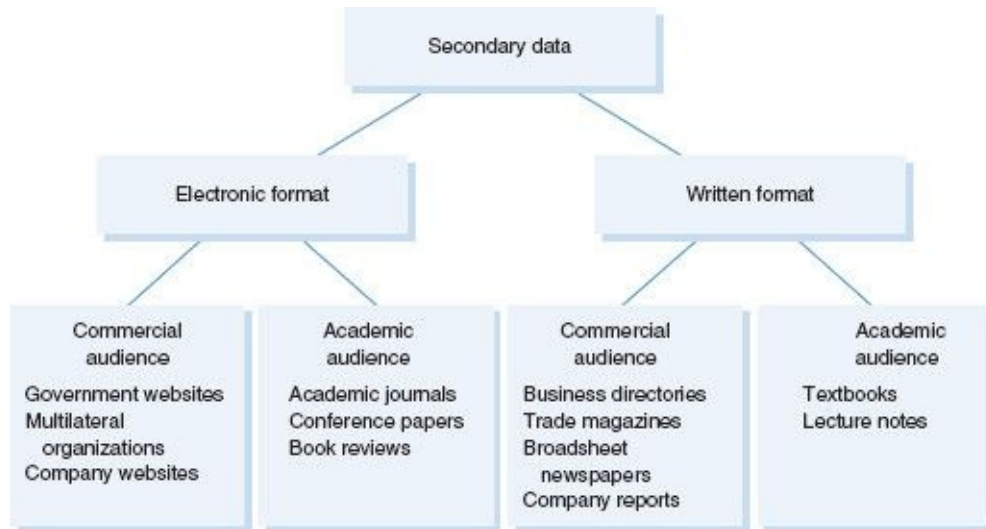 Secondary data
Electronic format
Written format
Commercial
audience
Government websites
Multilateral
organizations
Company websites
Academic
audience
Academic journals
Conference papers
Book reviews
Commercial
audience
Business directories
Trade magazines
Broadsheet
newspapers
Company reports
Academic
audience
Textbooks
Lecture notes